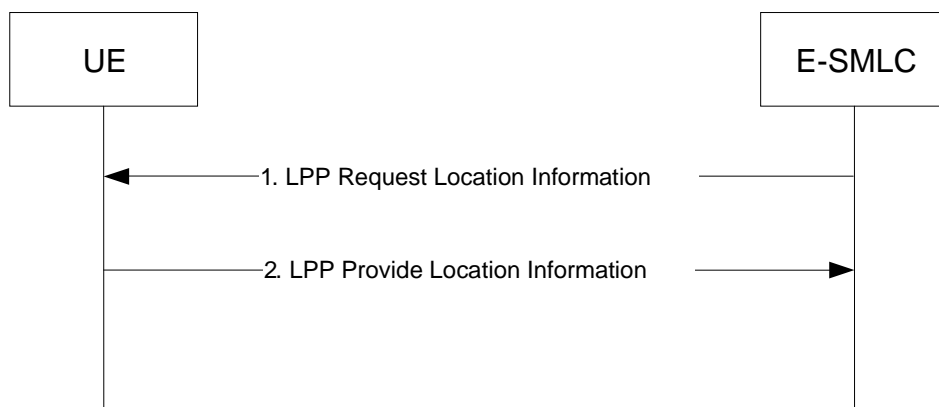 UE
E-SMLC
1. LPP Request Location Information
2. LPP Provide Location Information